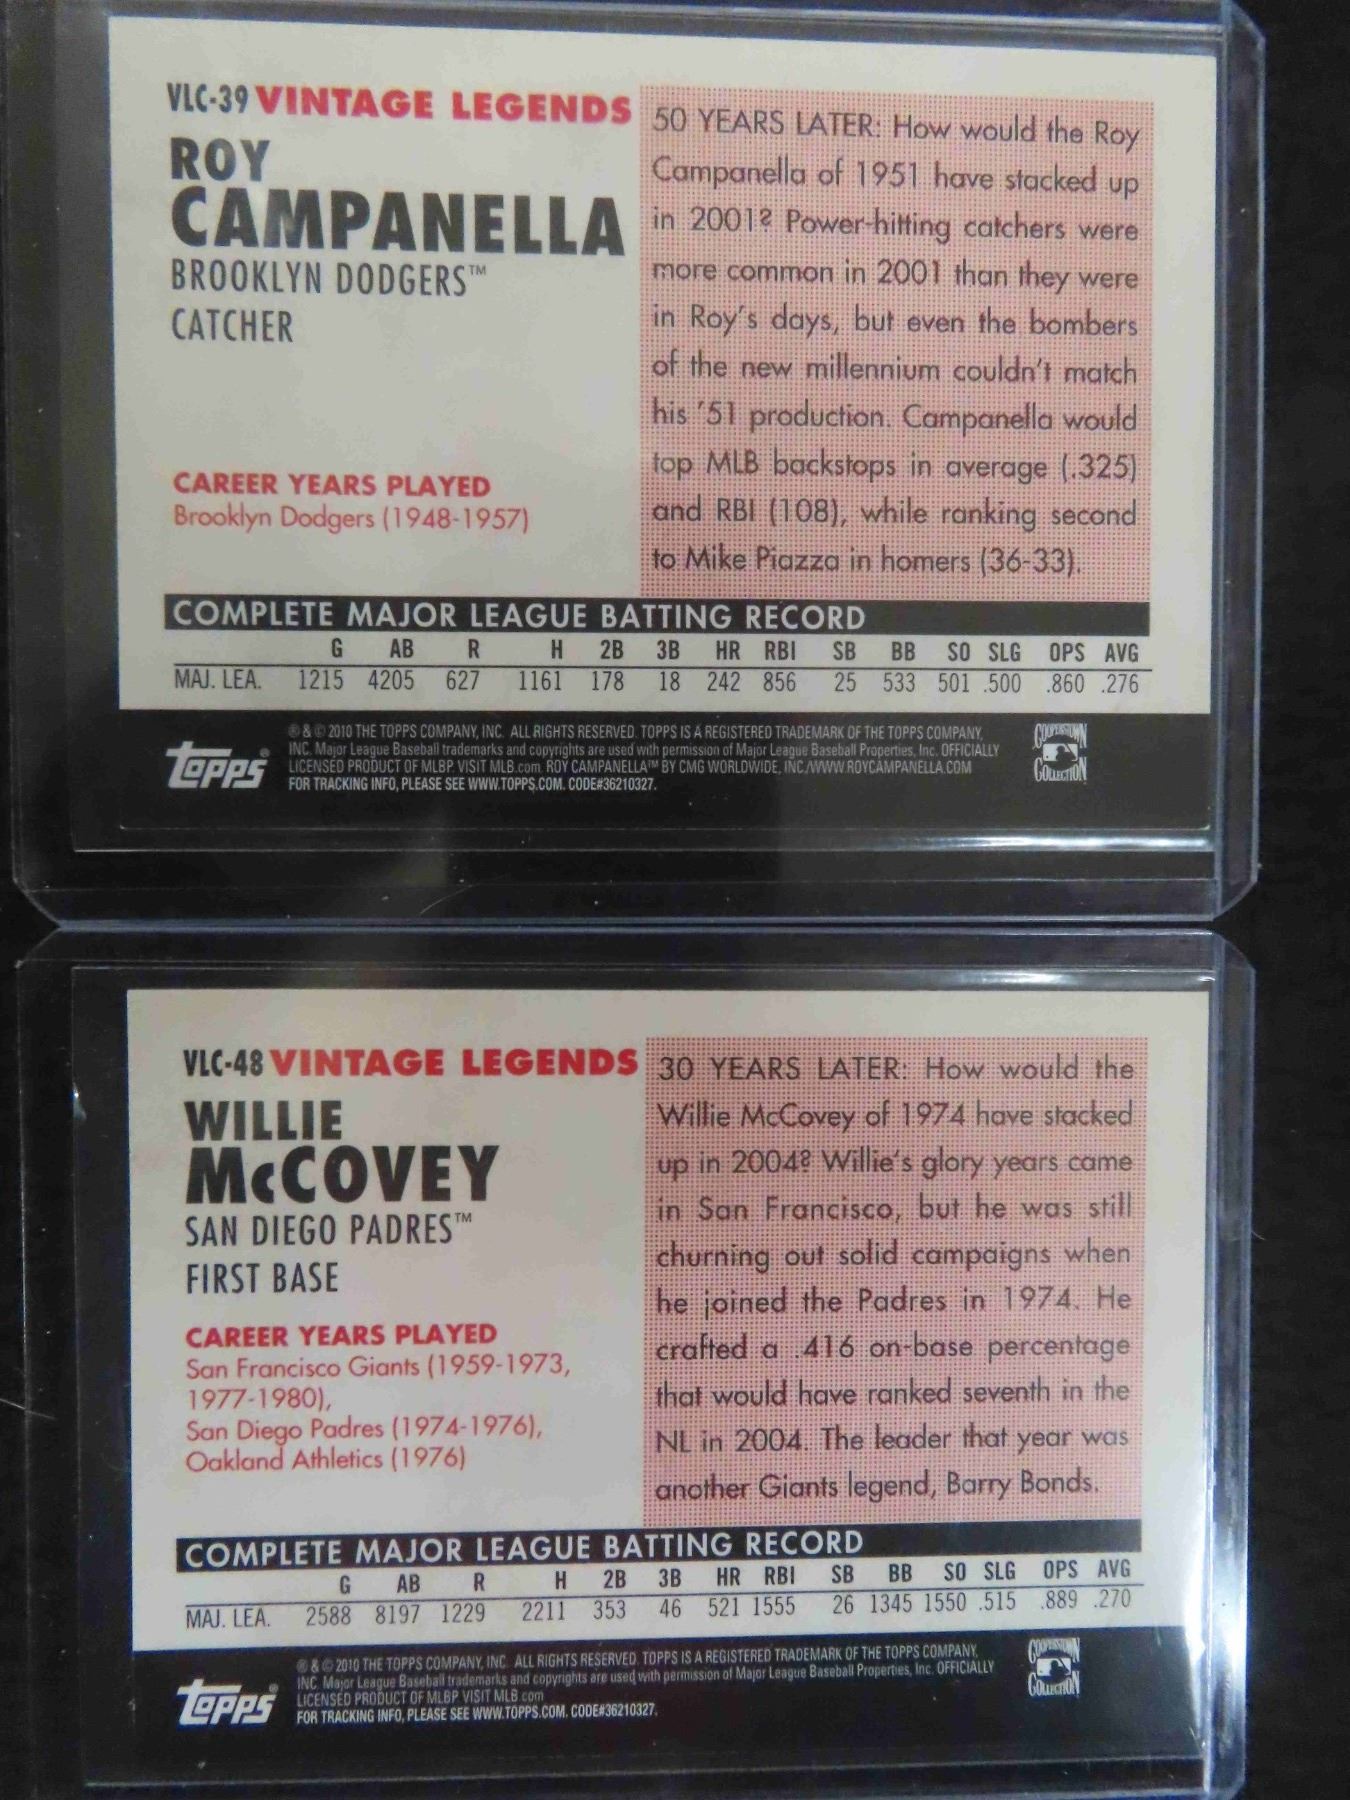 VLC-39 VINTAGE LEGENDS
ROY
CAMPANELLA
BROOKLYN DODGERS™
CATCHER
CAREER YEARS PLAYED
Brooklyn Dodgers (1948-1957)
50 YEARS LATER: How would the Roy
Campanella of 1951 have stacked up
in 2001? Power-hitting catchers were
more common in 2001 than they were
in Roy's days, but even the bombers
of the new millennium couldn't match
his '51 production. Campanella would
top MLB backstops in average (.325)
and RBI (108), while ranking second
to Mike Piazza in homers (36-33).
COMPLETE MAJOR LEAGUE BATTING RECORD
G AB R H 2B 3B HR RBI SB BB SO SLG OPS AVG
MAJ. LEA. 1215 4205 627 1161 178 18 242 856 25 533 501 .500 .860 .276
topps®
® & © 2010 THE TOPPS COMPANY, INC. ALL RIGHTS RESERVED. TOPPS IS A REGISTERED TRADEMARK OF THE TOPPS COMPANY,
INC. Major League Baseball trademarks and copyrights are used with permission of Major League Baseball Properties, Inc. OFFICIALLY
LICENSED PRODUCT OF MLBP. VISIT MLB.com. ROY CAMPANELLA™ BY CMG WORLDWIDE, INC./WWW.ROYCAMPANELLA.COM
FOR TRACKING INFO, PLEASE SEE WWW.TOPPS.COM. CODE#36210327.
COOPERSTOWN
COLLECTION
VLC-48 VINTAGE LEGENDS
WILLIE
McCOVEY
SAN DIEGO PADRES™
FIRST BASE
CAREER YEARS PLAYED
San Francisco Giants (1959-1973,
1977-1980),
San Diego Padres (1974-1976),
Oakland Athletics (1976)
30 YEARS LATER: How would the
Willie McCovey of 1974 have stacked
up in 2004? Willie's glory years came
in San Francisco, but he was still
churning out solid campaigns when
he joined the Padres in 1974. He
crafted a .416 on-base percentage
that would have ranked seventh in the
NL in 2004. The leader that year was
another Giants legend, Barry Bonds.
COMPLETE MAJOR LEAGUE BATTING RECORD
G AB R H 2B 3B HR RBI SB BB SO SLG OPS AVG
MAJ. LEA. 2588 8197 1229 2211 353 46 521 1555 26 1345 1550 .515 .889 .270
topps®
® & © 2010 THE TOPPS COMPANY, INC. ALL RIGHTS RESERVED. TOPPS IS A REGISTERED TRADEMARK OF THE TOPPS COMPANY,
INC. Major League Baseball trademarks and copyrights are used with permission of Major League Baseball Properties, Inc. OFFICIALLY
LICENSED PRODUCT OF MLBP. VISIT MLB.com
FOR TRACKING INFO, PLEASE SEE WWW.TOPPS.COM. CODE#36210327.
COOPERSTOWN
COLLECTION